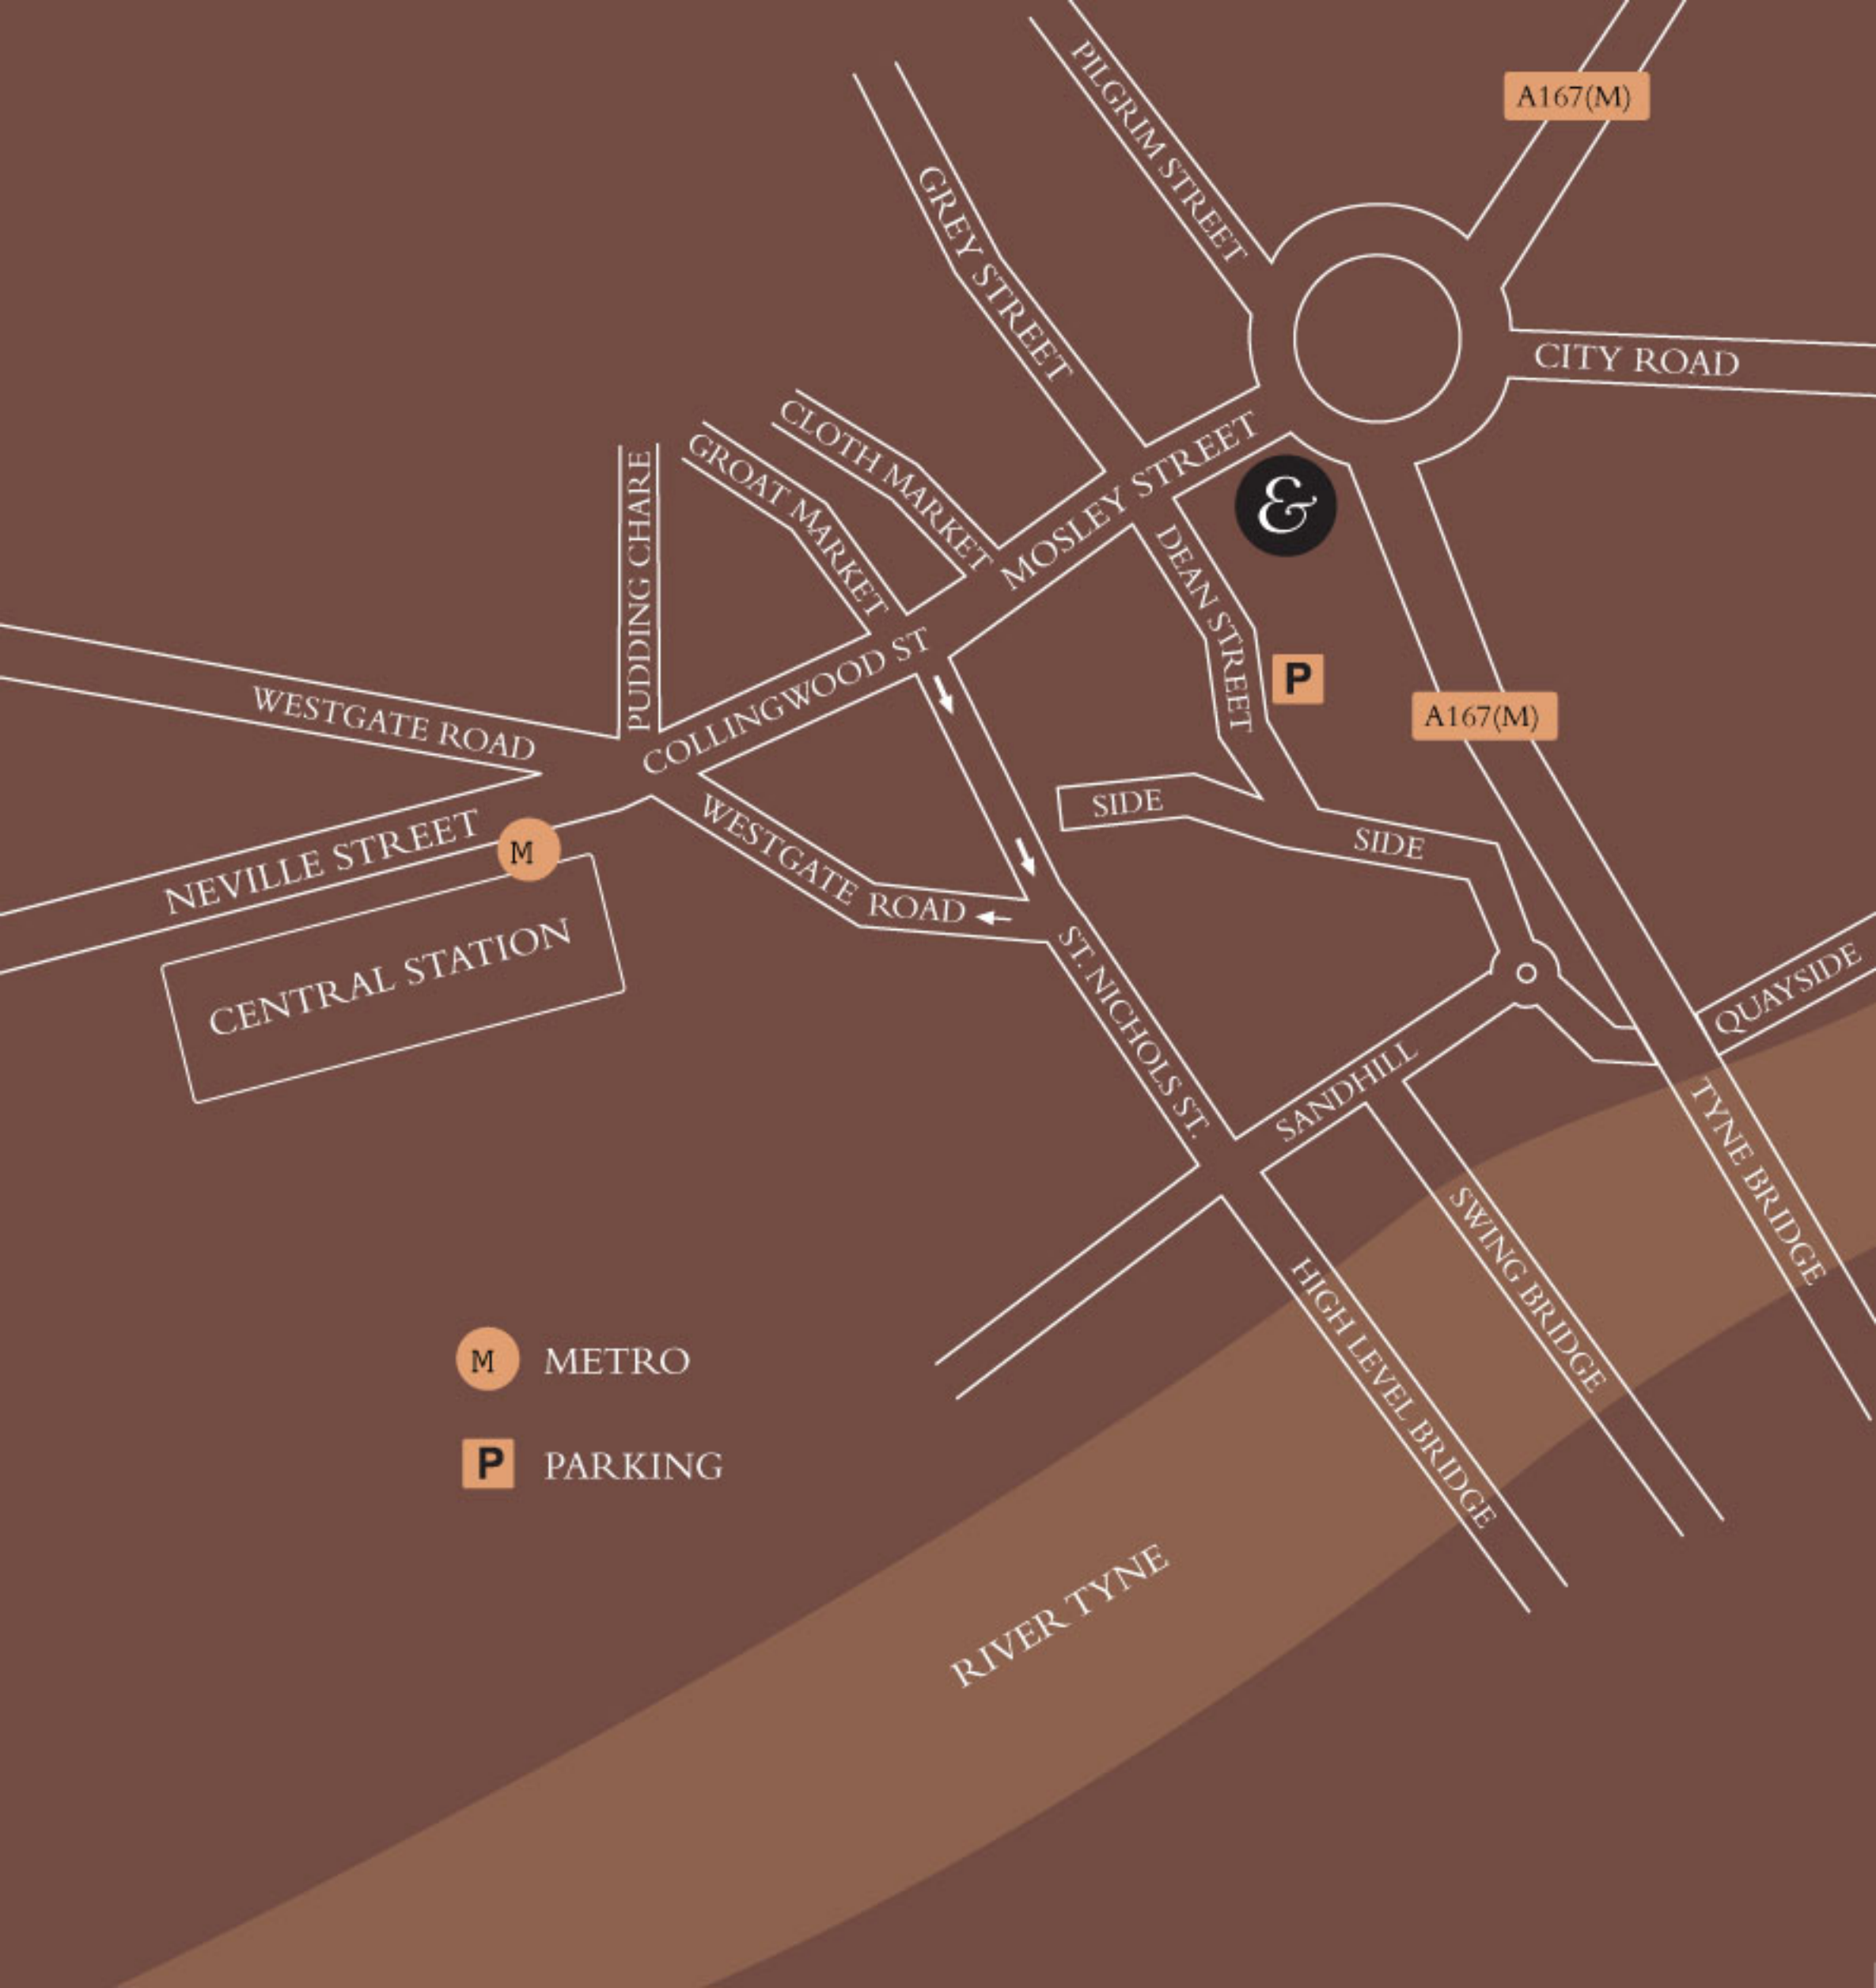 A167(M)
PILGRIM STREET
GREY STREET
CITY ROAD
CLOTH MARKET
GROAT MARKET
MOSLEY STREET
&
PUDDING CHARE
DEAN STREET
COLLINGWOOD ST
P
A167(M)
WESTGATE ROAD
SIDE
SIDE
NEVILLE STREET
M
WESTGATE ROAD
CENTRAL STATION
ST. NICHOLS ST.
QUAYSIDE
SANDHILL
TYNE BRIDGE
SWING BRIDGE
HIGH LEVEL BRIDGE
M METRO
P PARKING
RIVER TYNE